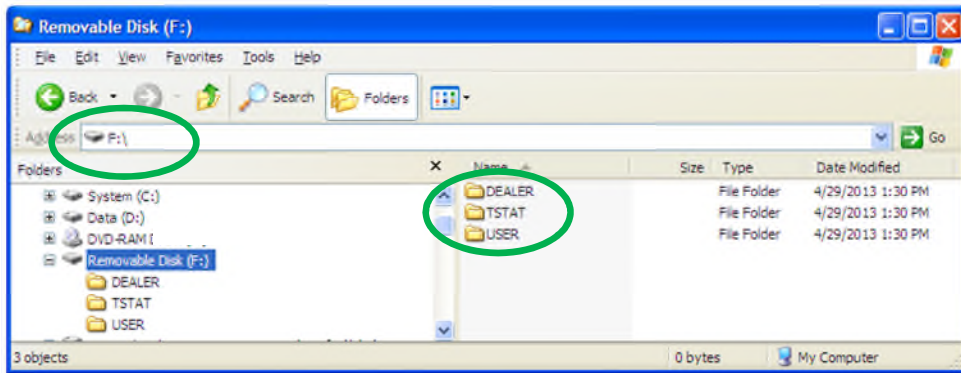 Removable Disk (F:)
File Edit View Favorites Tools Help
Back Search Folders
Address F:\ Go
Folders X Name Size Type Date Modified
System (C:)
Data (D:)
DVD-RAM
Removable Disk (F:)
DEALER
TSTAT
USER
DEALER File Folder 4/29/2013 1:30 PM
TSTAT File Folder 4/29/2013 1:30 PM
USER File Folder 4/29/2013 1:30 PM
3 objects 0 bytes My Computer